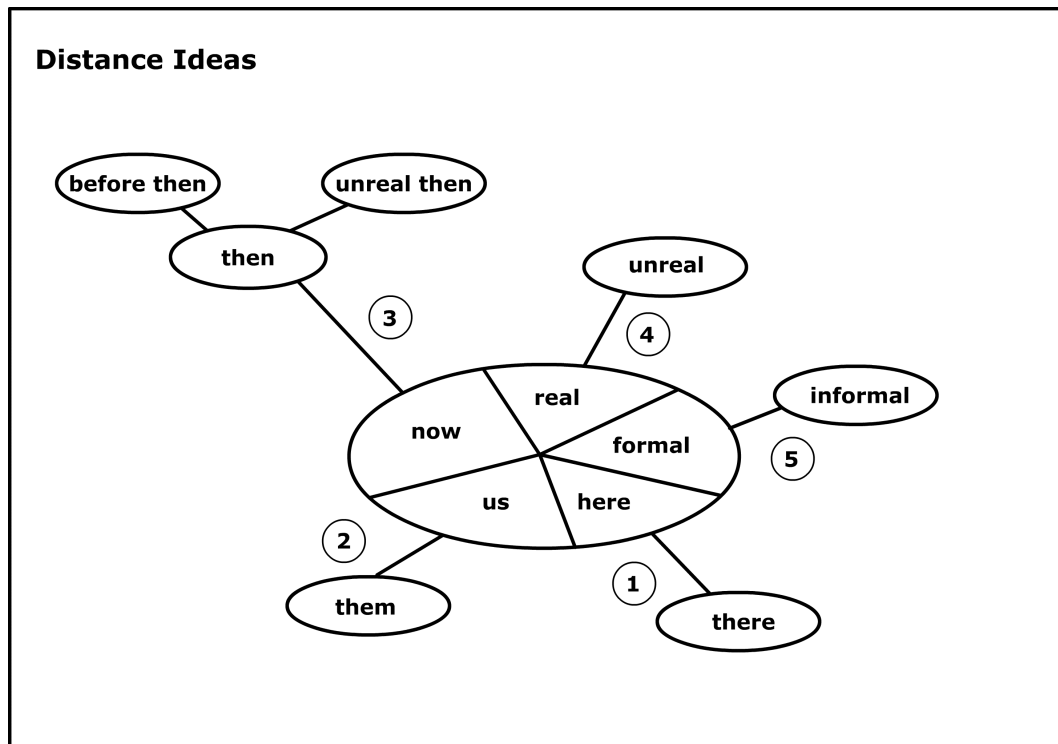 Distance Ideas
before then
unreal then
then
unreal
3
4
real
informal
now
formal
5
us
here
2
1
them
there